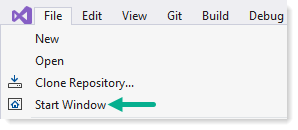 File Edit View Git Build Debug
New
Open
Clone Repository...
Start Window